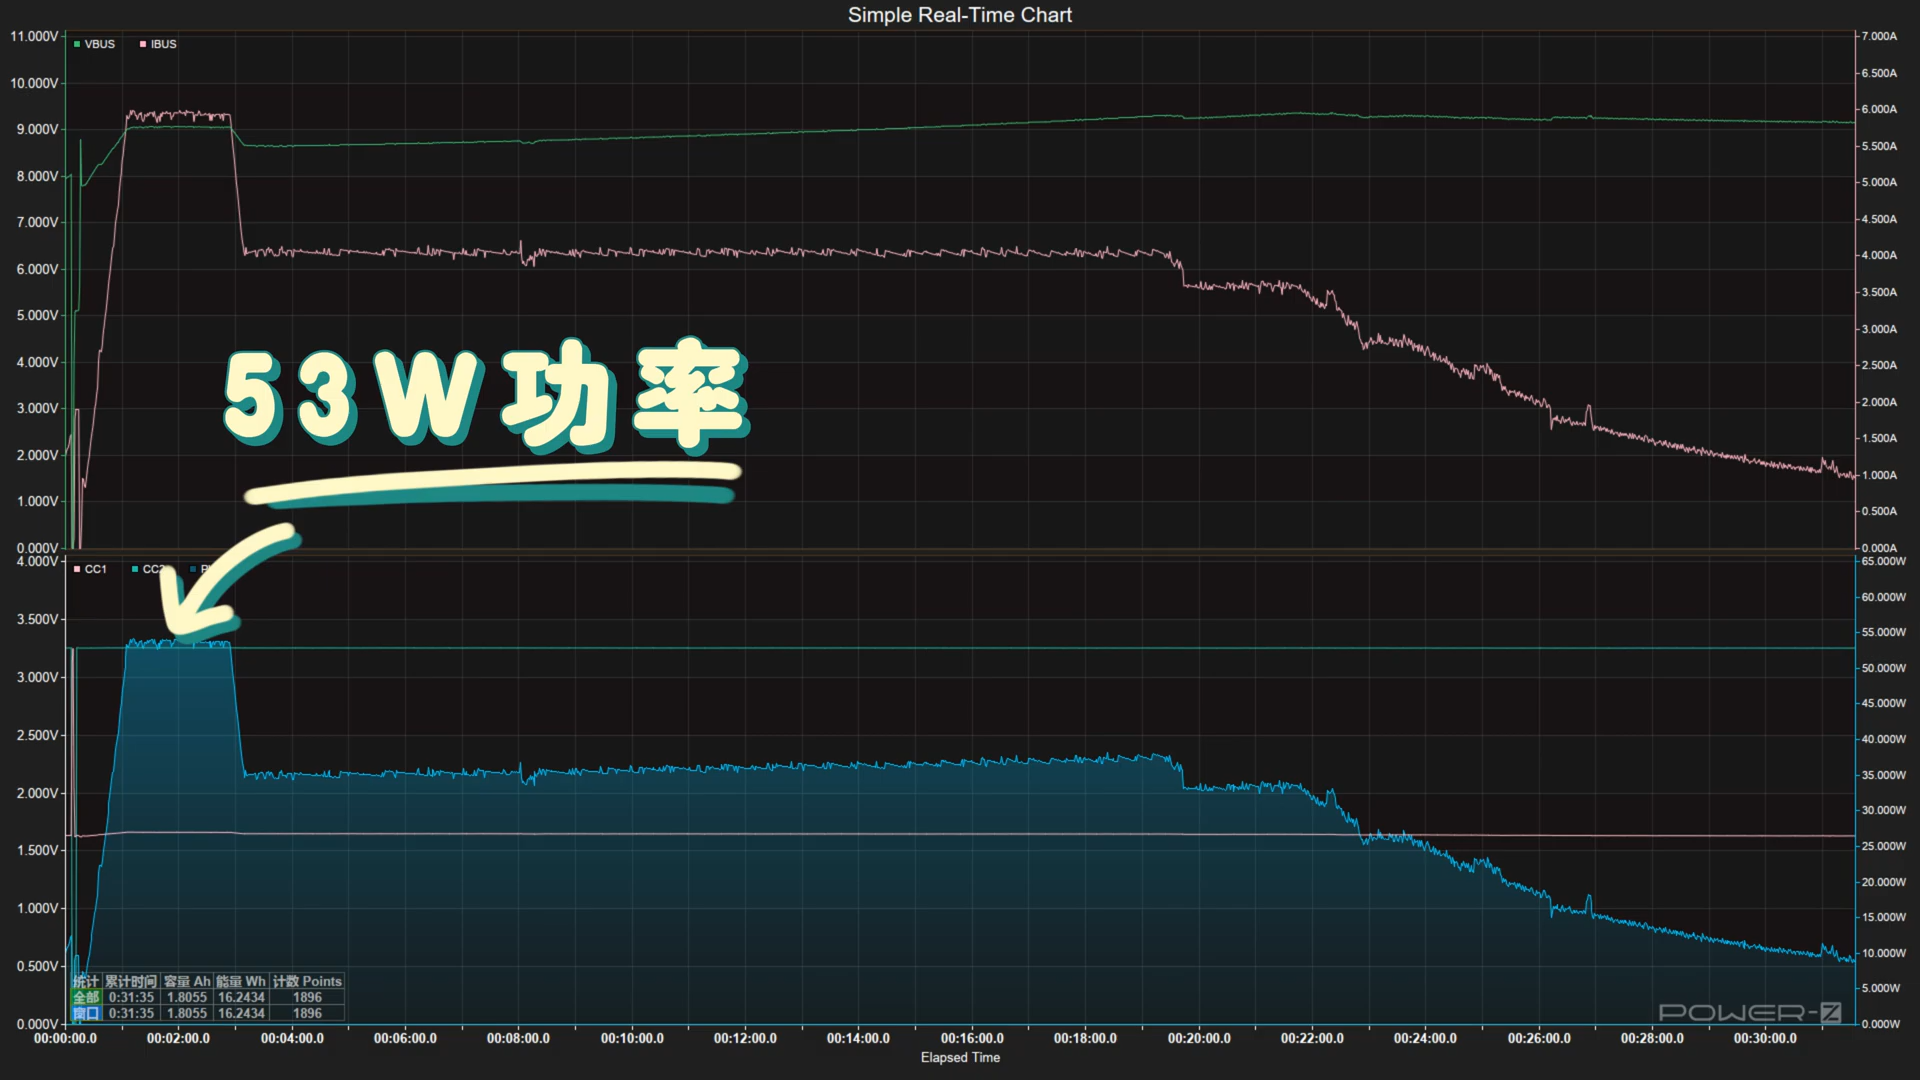 Simple Real-Time Chart
VBUS IBUS
11.000V
10.000V
9.000V
8.000V
7.000V
6.000V
5.000V
4.000V
3.000V
2.000V
1.000V
0.000V
7.000A
6.500A
6.000A
5.500A
5.000A
4.500A
4.000A
3.500A
3.000A
2.500A
2.000A
1.500A
1.000A
0.500A
0.000A
53W功率
CC1 CC2
4.000V
3.500V
3.000V
2.500V
2.000V
1.500V
1.000V
0.500V
0.000V
65.000W
60.000W
55.000W
50.000W
45.000W
40.000W
35.000W
30.000W
25.000W
20.000W
15.000W
10.000W
5.000W
0.000W
统计 累计时间 容量 Ah 能量 Wh 计数 Points
全部 0:31:35 1.8055 16.2434 1896
窗口 0:31:35 1.8055 16.2434 1896
POWER-Z
00:00:00.0 00:02:00.0 00:04:00.0 00:06:00.0 00:08:00.0 00:10:00.0 00:12:00.0 00:14:00.0 00:16:00.0 00:18:00.0 00:20:00.0 00:22:00.0 00:24:00.0 00:26:00.0 00:28:00.0 00:30:00.0
Elapsed Time